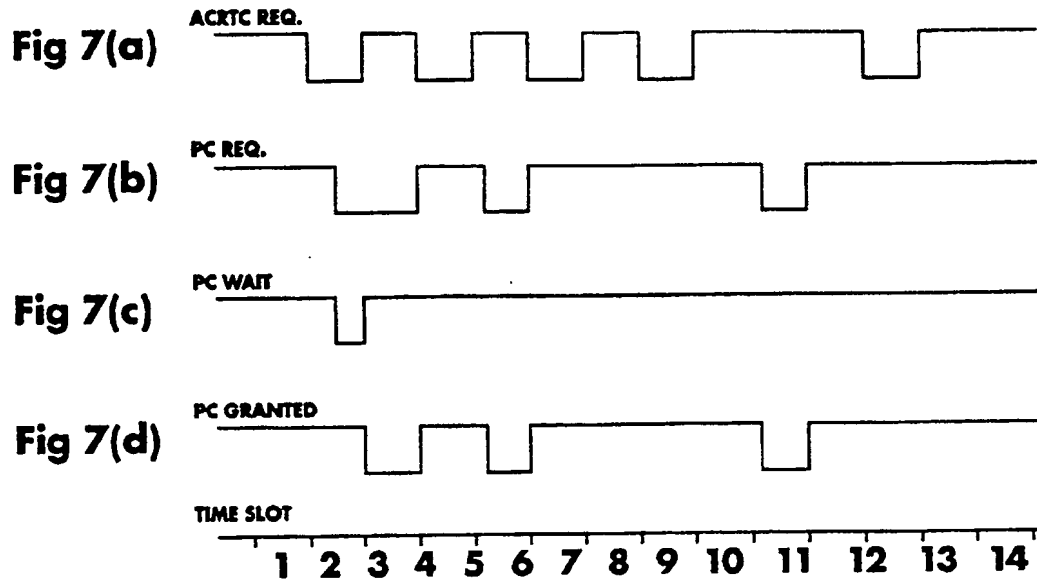 Fig 7(a)
ACRTC REQ.
Fig 7(b)
PC REQ.
Fig 7(c)
PC WAIT
Fig 7(d)
PC GRANTED
TIME SLOT
1 2 3 4 5 6 7 8 9 10 11 12 13 14